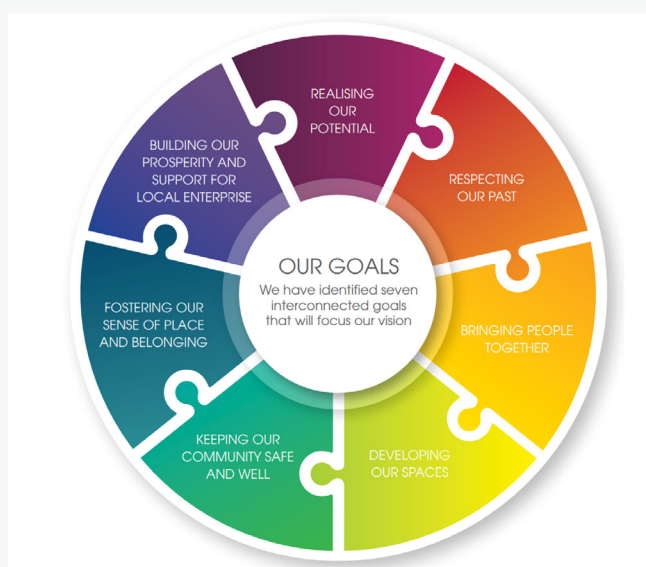 REALISING
OUR
POTENTIAL
RESPECTING
OUR PAST
BRINGING PEOPLE
TOGETHER
DEVELOPING
OUR SPACES
KEEPING OUR
COMMUNITY SAFE
AND WELL
FOSTERING OUR
SENSE OF PLACE
AND BELONGING
BUILDING OUR
PROSPERITY AND
SUPPORT FOR
LOCAL ENTERPRISE
OUR GOALS
We have identified seven
interconnected goals
that will focus our vision